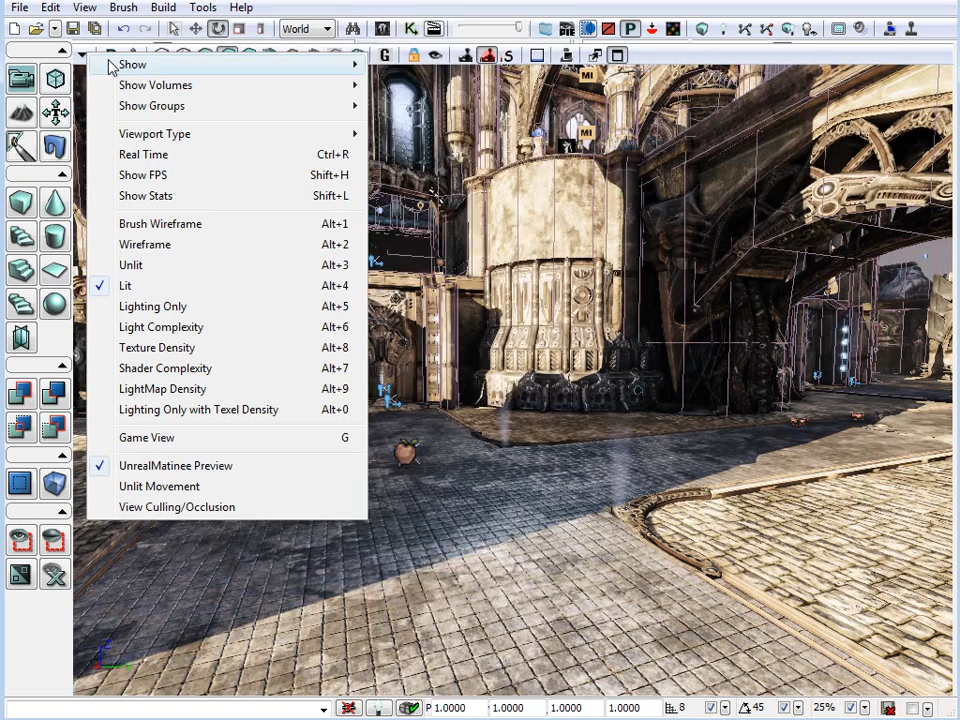 File Edit View Brush Build Tools Help
World
G S
Show
Show Volumes
Show Groups
Viewport Type
Real Time Ctrl+R
Show FPS Shift+H
Show Stats Shift+L
Brush Wireframe Alt+1
Wireframe Alt+2
Unlit Alt+3
Lit Alt+4
Lighting Only Alt+5
Light Complexity Alt+6
Texture Density Alt+8
Shader Complexity Alt+7
LightMap Density Alt+9
Lighting Only with Texel Density Alt+0
Game View G
UnrealMatinee Preview
Unlit Movement
View Culling/Occlusion
MI
MI
P 1.0000 1.0000 1.0000 1.0000 8 45 25%